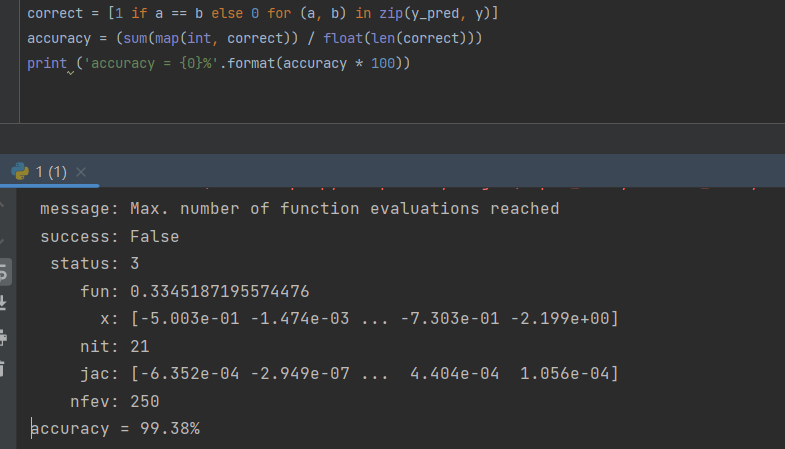 correct = [1 if a == b else 0 for (a, b) in zip(y_pred, y)]
accuracy = (sum(map(int, correct)) / float(len(correct)))
print ('accuracy = {0}%'.format(accuracy * 100))
1 (1)
message: Max. number of function evaluations reached
success: False
status: 3
fun: 0.3345187195574476
x: [-5.003e-01 -1.474e-03 ... -7.303e-01 -2.199e+00]
nit: 21
jac: [-6.352e-04 -2.949e-07 ... 4.404e-04 1.056e-04]
nfev: 250
accuracy = 99.38%